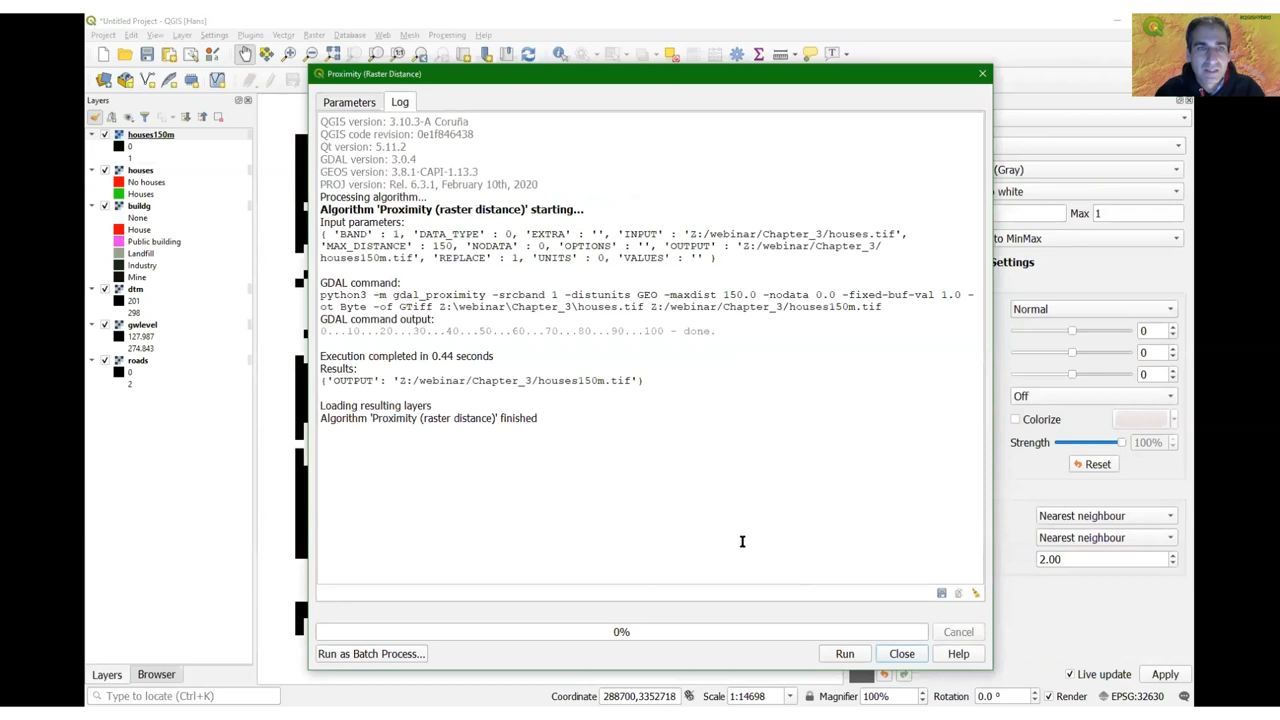 *Untitled Project - QGIS [Hans]
Project Edit View Layer Settings Plugins Vector Raster Database Web Mesh Processing Help
Proximity (Raster Distance)
Layers
houses150m
0
1
houses
No houses
Houses
buildg
None
House
Public building
Landfill
Industry
Mine
dtm
201
298
gwlevel
127.987
274.843
roads
0
2
Parameters Log
QGIS version: 3.10.3-A Coruña
QGIS code revision: 0e1f846438
Qt version: 5.11.2
GDAL version: 3.0.4
GEOS version: 3.8.1-CAPI-1.13.3
PROJ version: Rel. 6.3.1, February 10th, 2020
Processing algorithm...
Algorithm 'Proximity (raster distance)' starting...
Input parameters:
{ 'BAND' : 1, 'DATA_TYPE' : 0, 'EXTRA' : '', 'INPUT' : 'Z:/webinar/Chapter_3/houses.tif',
'MAX_DISTANCE' : 150, 'NODATA' : 0, 'OPTIONS' : '', 'OUTPUT' : 'Z:/webinar/Chapter_3/
houses150m.tif', 'REPLACE' : 1, 'UNITS' : 0, 'VALUES' : '' }
GDAL command:
python3 -m gdal_proximity -srcband 1 -distunits GEO -maxdist 150.0 -nodata 0.0 -fixed-buf-val 1.0 -
ot Byte -of GTiff Z:\webinar\Chapter_3\houses.tif Z:/webinar/Chapter_3/houses150m.tif
GDAL command output:
0...10...20...30...40...50...60...70...80...90...100 - done.
Execution completed in 0.44 seconds
Results:
{'OUTPUT': 'Z:/webinar/Chapter_3/houses150m.tif'}
Loading resulting layers
Algorithm 'Proximity (raster distance)' finished
0%
Cancel
Run as Batch Process...
Run
Close
Help
(Gray)
o white
Max 1
to MinMax
Settings
Normal
0
0
0
Off
Colorize
Strength 100%
Reset
Nearest neighbour
Nearest neighbour
2.00
Live update
Apply
Layers Browser
Type to locate (Ctrl+K)
Coordinate 288700,3352718 Scale 1:14698 Magnifier 100% Rotation 0.0 ° Render EPSG:32630